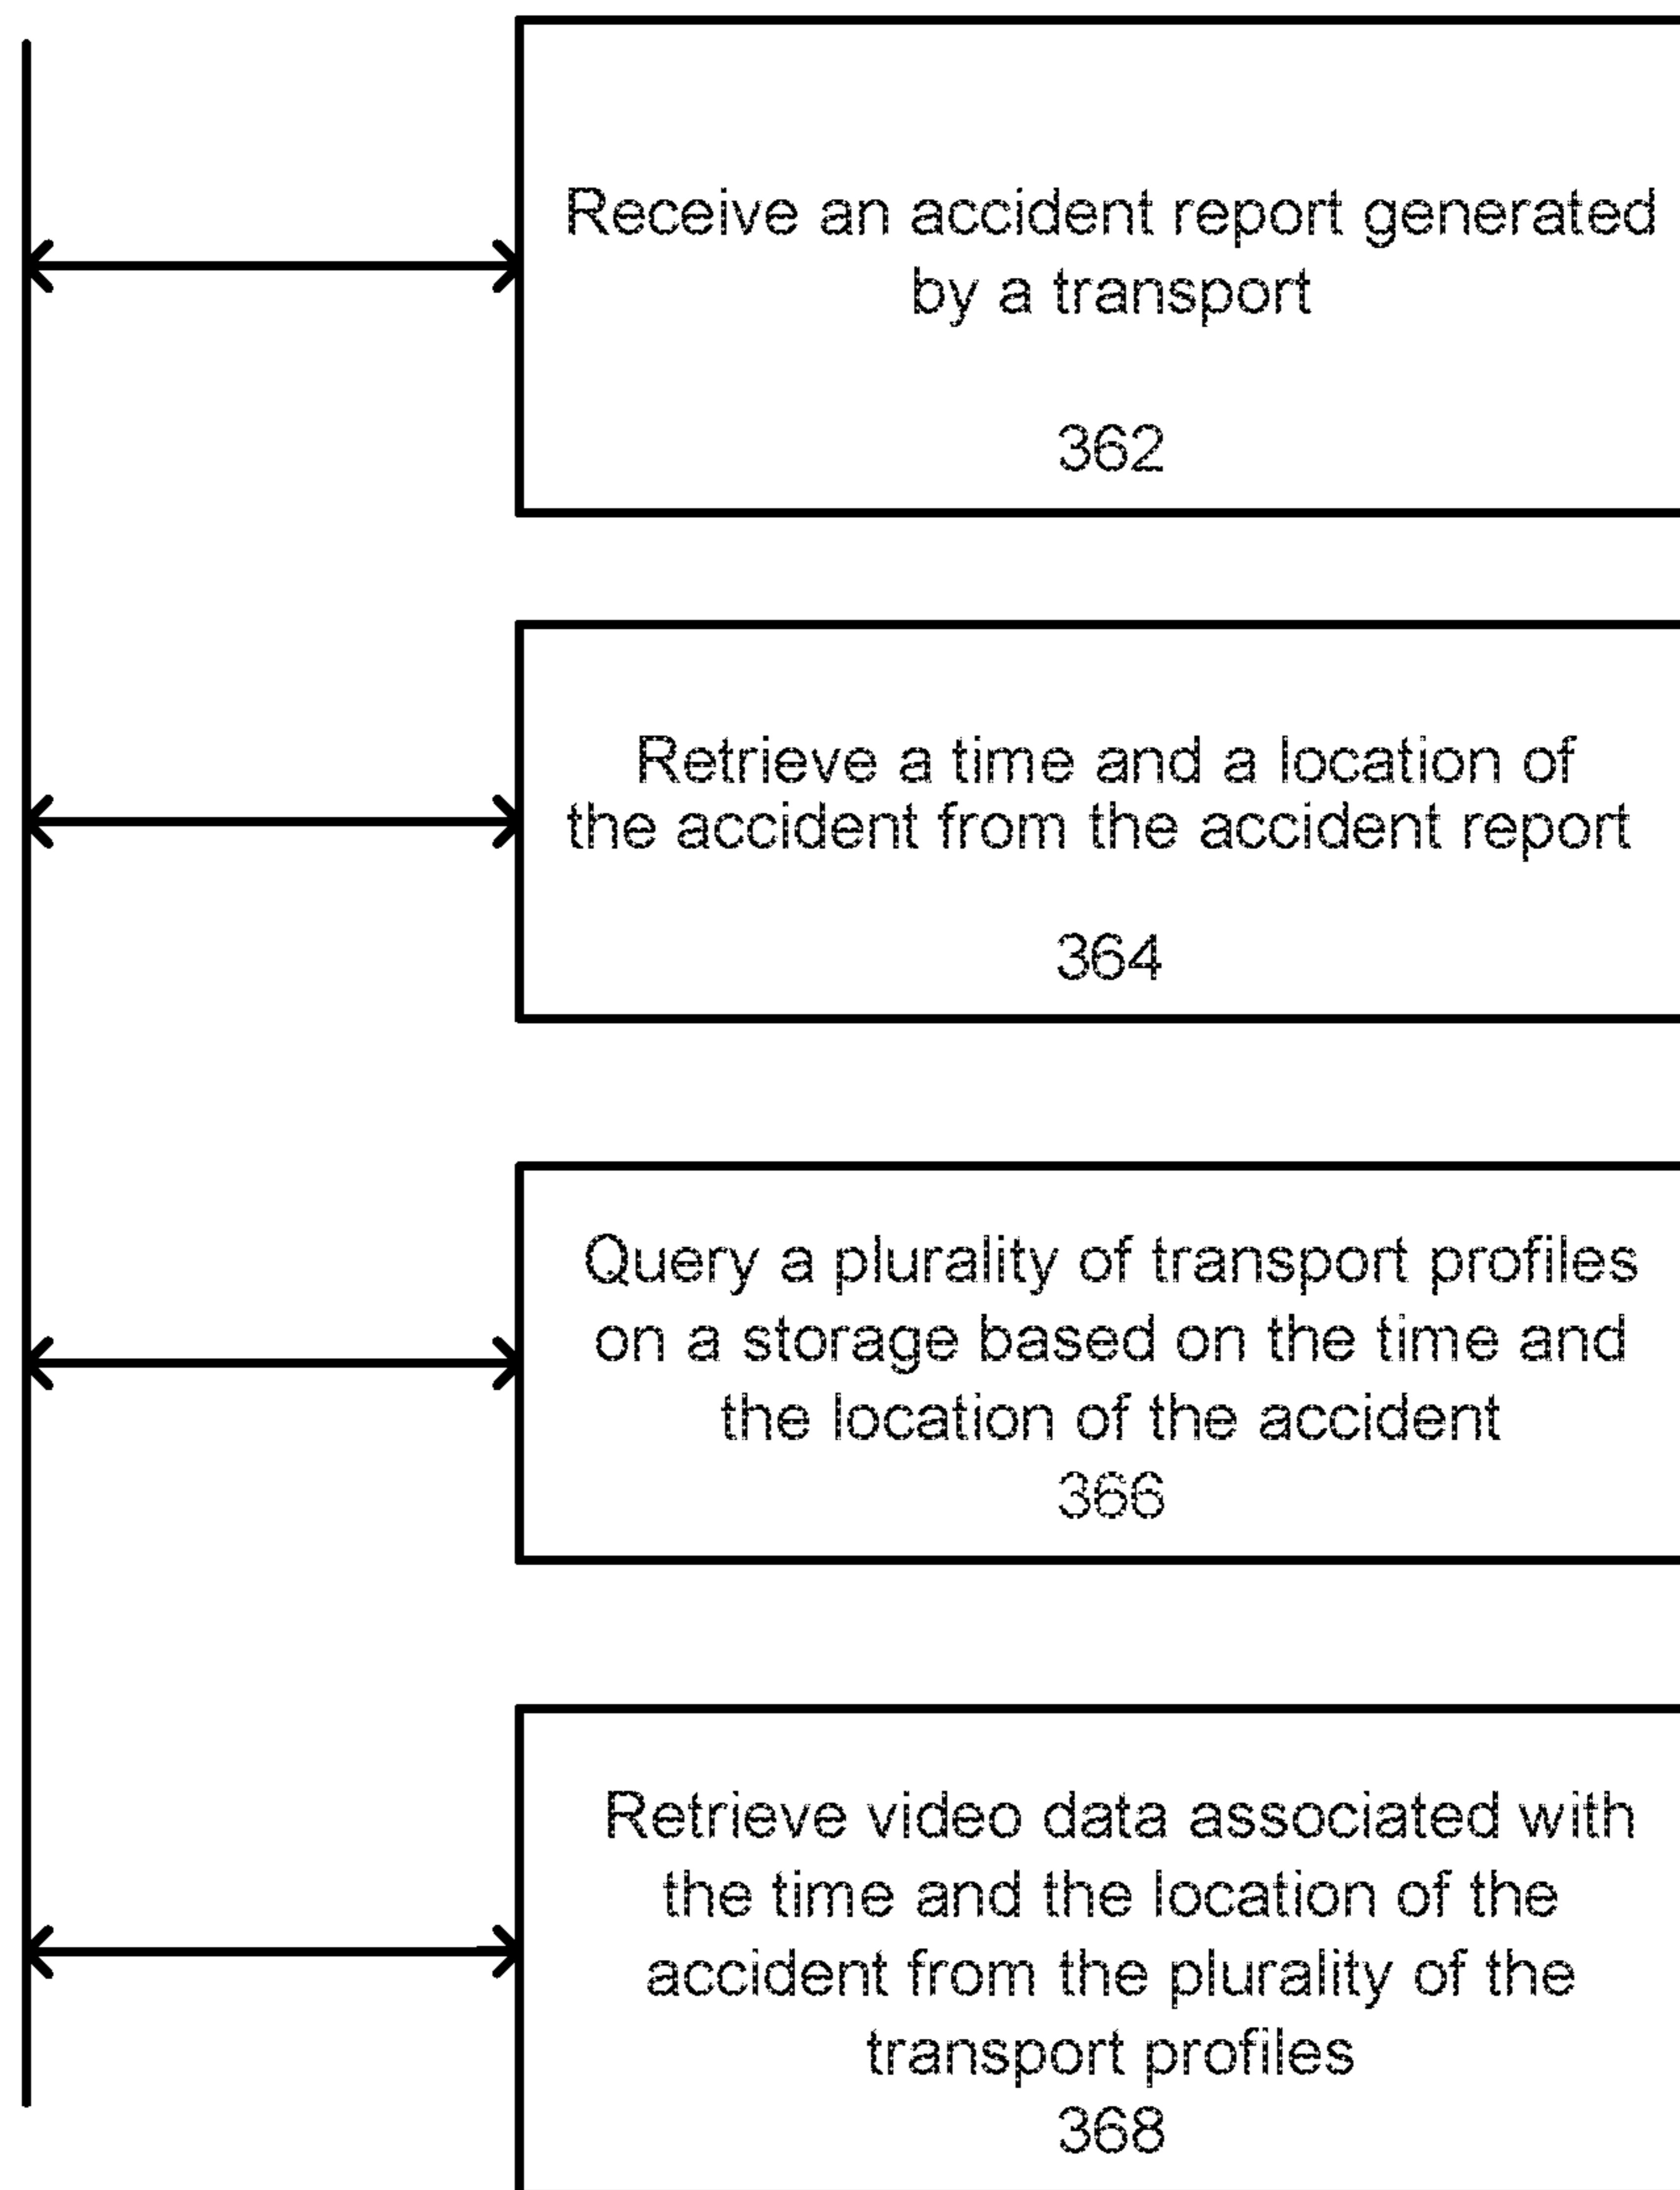 Receive an accident report generated
by a transport
362
Retrieve a time and a location of
the accident from the accident report
364
Query a plurality of transport profiles
on a storage based on the time and
the location of the accident
366
Retrieve video data associated with
the time and the location of the
accident from the plurality of the
transport profiles
368